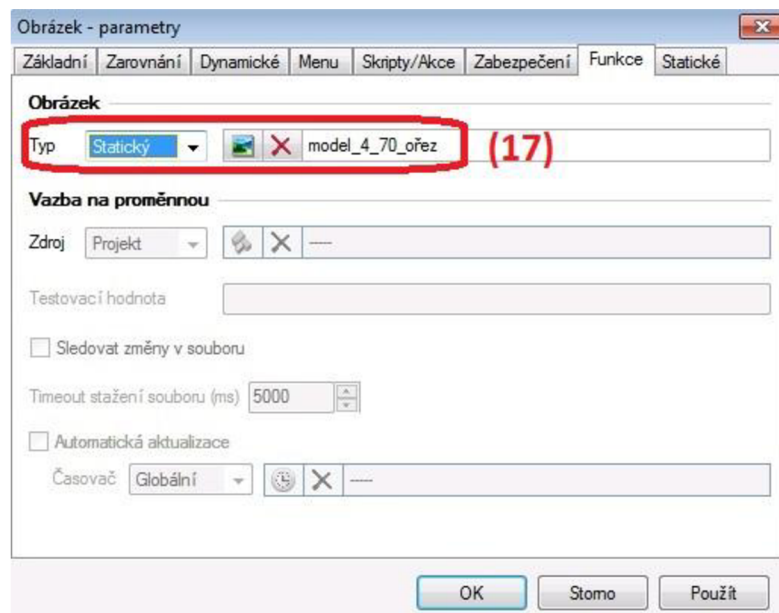 Obrázek - parametry
Základní Zarovnání Dynamické Menu Skripty/Akce Zabezpečení Funkce Statické
Obrázek
Typ Statický model_4_70_ořez (17)
Vazba na proměnnou
Zdroj Projekt ----
Testovací hodnota
Sledovat změny v souboru
Timeout stažení souboru (ms) 5000
Automatická aktualizace
Časovač Globální ----
OK Storno Použít